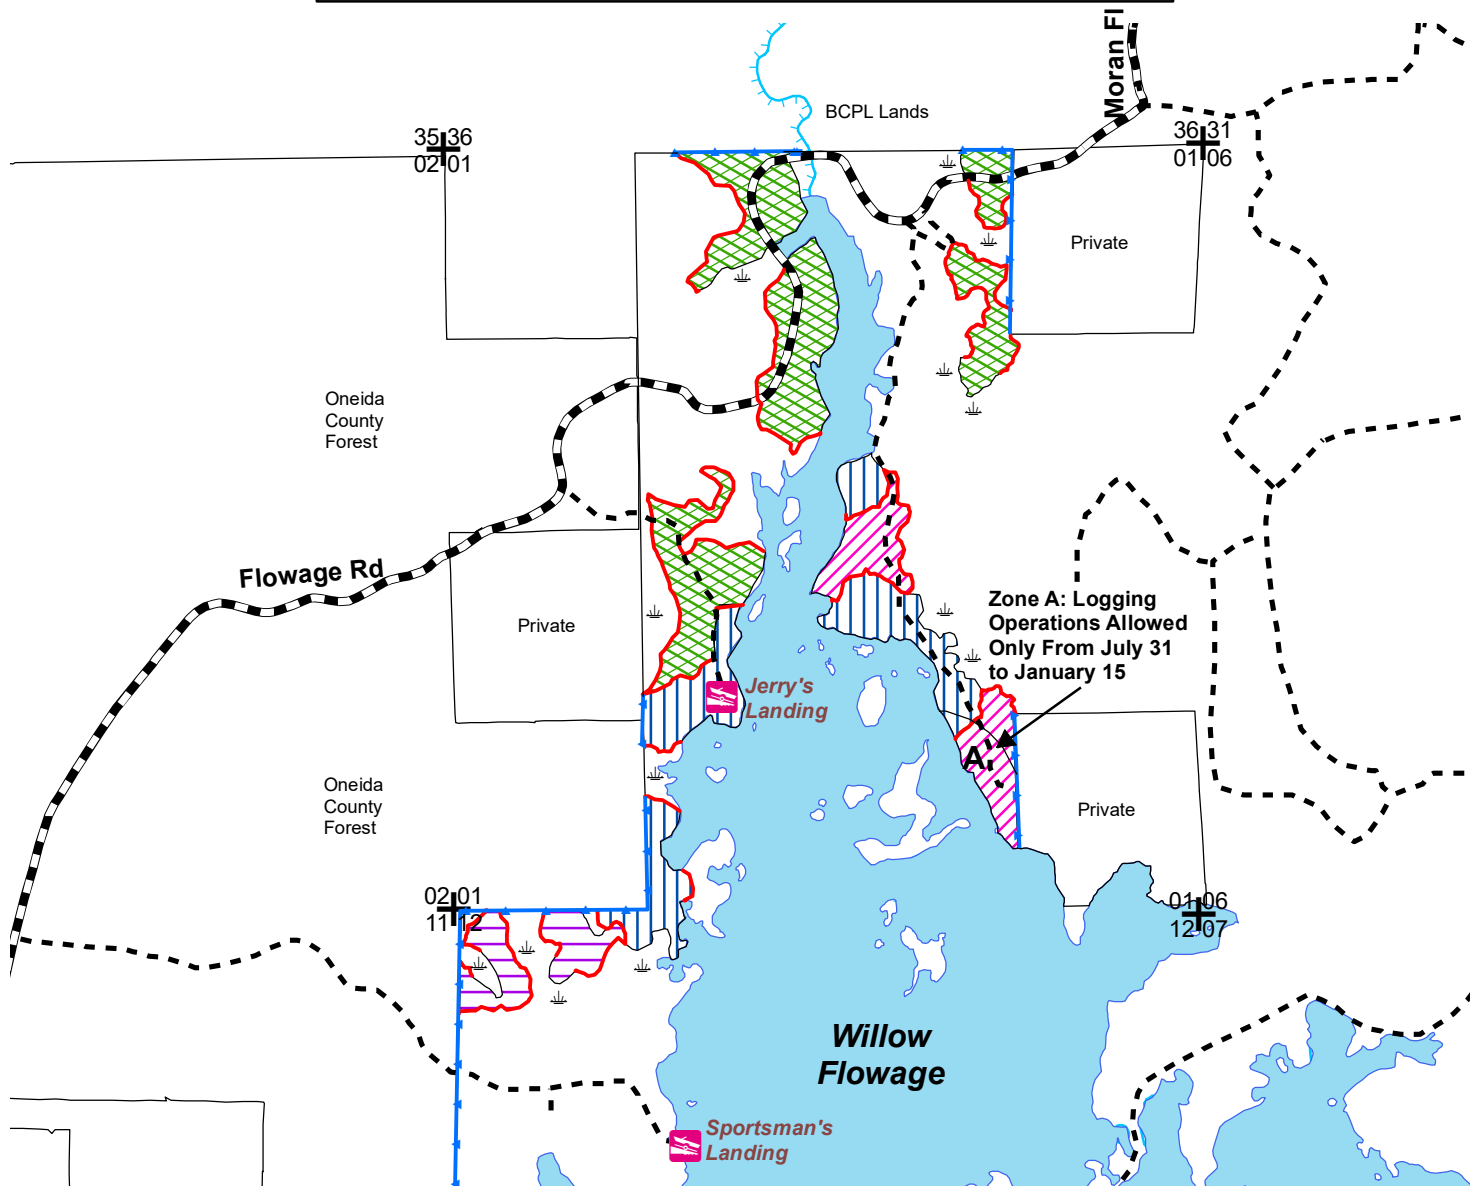 Moran Fl
BCPL Lands
35 36
02 01
36 31
01 06
Private
Oneida
County
Forest
Flowage Rd
Private
Zone A: Logging
Operations Allowed
Only From July 31
to January 15
Jerry's
Landing
A
Oneida
County
Forest
Private
02 01
11 12
01 06
12 07
Willow
Flowage
Sportsman's
Landing